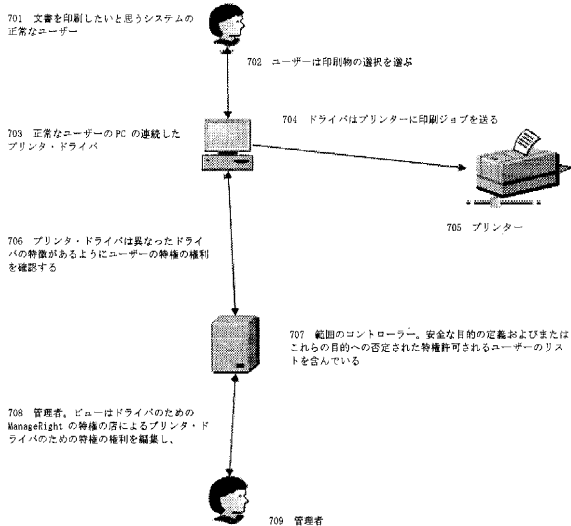 701 文書を印刷したいと思うシステムの
正常なユーザー
702 ユーザーは印刷物の選択を選ぶ
704 ドライバはプリンターに印刷ジョブを送る
703 正常なユーザーの PC の連続した
プリンタ・ドライバ
705 プリンター
706 プリンタ・ドライバは異なったドライ
バの特徴があるようにユーザーの特権の権利
を確認する
707 範囲のコントローラー。安全な目的の定義およびまたは
これらの目的への否定された特権許可されるユーザーのリス
トを含んでいる
708 管理者。ビューはドライバのための
ManageRight の特権の店によるプリンタ・ド
ライバのための特権の権利を編集し、
709 管理者